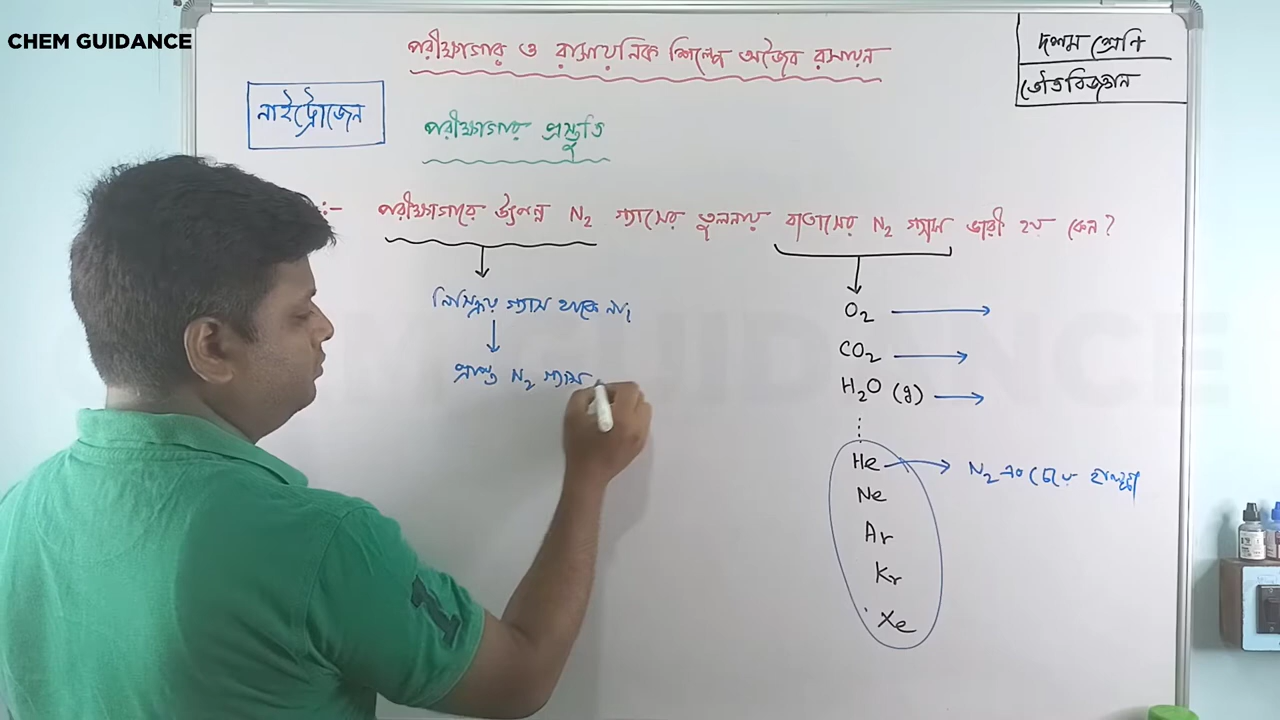 CHEM GUIDANCE
পরীক্ষাগার ও রাসায়নিক শিল্পে অজৈব রসায়ন
দশম শ্রেণি
ভৌতবিজ্ঞান
নাইট্রোজেন
পরীক্ষাগার প্রস্তুতি
:- পরীক্ষাগারে উৎপন্ন N₂ গ্যাসের তুলনায় বাতাসের N₂ গ্যাস ভারী হয় কেন?
নিষ্ক্রিয় গ্যাস থাকে না।
প্রাপ্ত N₂ গ্যাস
O₂
CO₂
H₂O (g)
He → N₂ এর চেয়ে হাল্কা
Ne
Ar
Kr
Xe